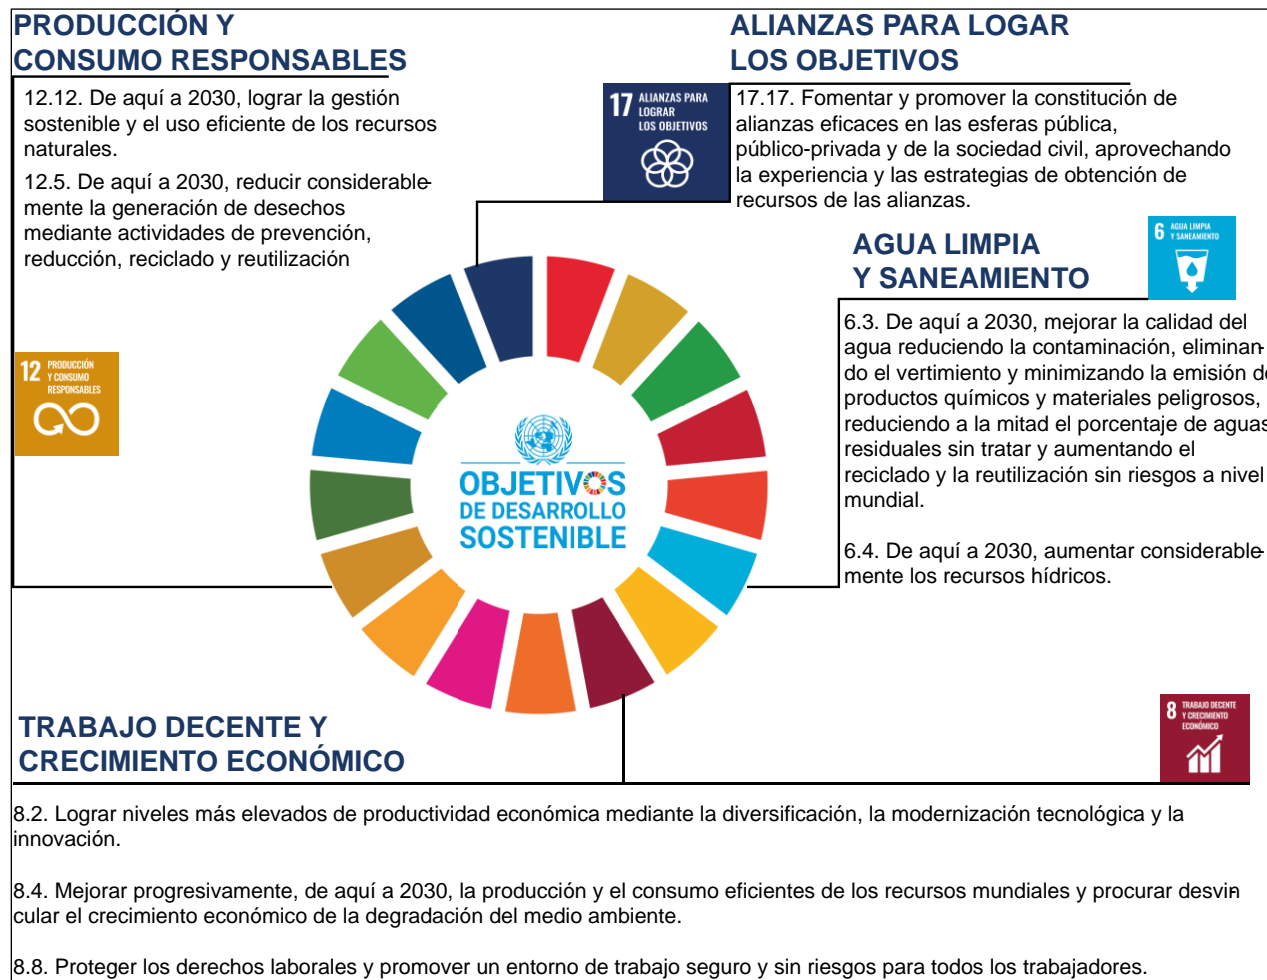 PRODUCCIÓN Y
CONSUMO RESPONSABLES
12.12. De aquí a 2030, lograr la gestión
sostenible y el uso eficiente de los recursos
naturales.
12.5. De aquí a 2030, reducir considerable-
mente la generación de desechos
mediante actividades de prevención,
reducción, reciclado y reutilización
12 PRODUCCIÓN
Y CONSUMO
RESPONSABLES
ALIANZAS PARA LOGAR
LOS OBJETIVOS
17 ALIANZAS PARA
LOGRAR
LOS OBJETIVOS
17.17. Fomentar y promover la constitución de
alianzas eficaces en las esferas pública,
público-privada y de la sociedad civil, aprovechando
la experiencia y las estrategias de obtención de
recursos de las alianzas.
AGUA LIMPIA
Y SANEAMIENTO
6 AGUA LIMPIA
Y SANEAMIENTO
6.3. De aquí a 2030, mejorar la calidad del
agua reduciendo la contaminación, eliminan-
do el vertimiento y minimizando la emisión de
productos químicos y materiales peligrosos,
reduciendo a la mitad el porcentaje de aguas
residuales sin tratar y aumentando el
reciclado y la reutilización sin riesgos a nivel
mundial.
6.4. De aquí a 2030, aumentar considerable-
mente los recursos hídricos.
OBJETIVOS
DE DESARROLLO
SOSTENIBLE
TRABAJO DECENTE Y
CRECIMIENTO ECONÓMICO
8 TRABAJO DECENTE
Y CRECIMIENTO
ECONÓMICO
8.2. Lograr niveles más elevados de productividad económica mediante la diversificación, la modernización tecnológica y la
innovación.
8.4. Mejorar progresivamente, de aquí a 2030, la producción y el consumo eficientes de los recursos mundiales y procurar desvin-
cular el crecimiento económico de la degradación del medio ambiente.
8.8. Proteger los derechos laborales y promover un entorno de trabajo seguro y sin riesgos para todos los trabajadores.